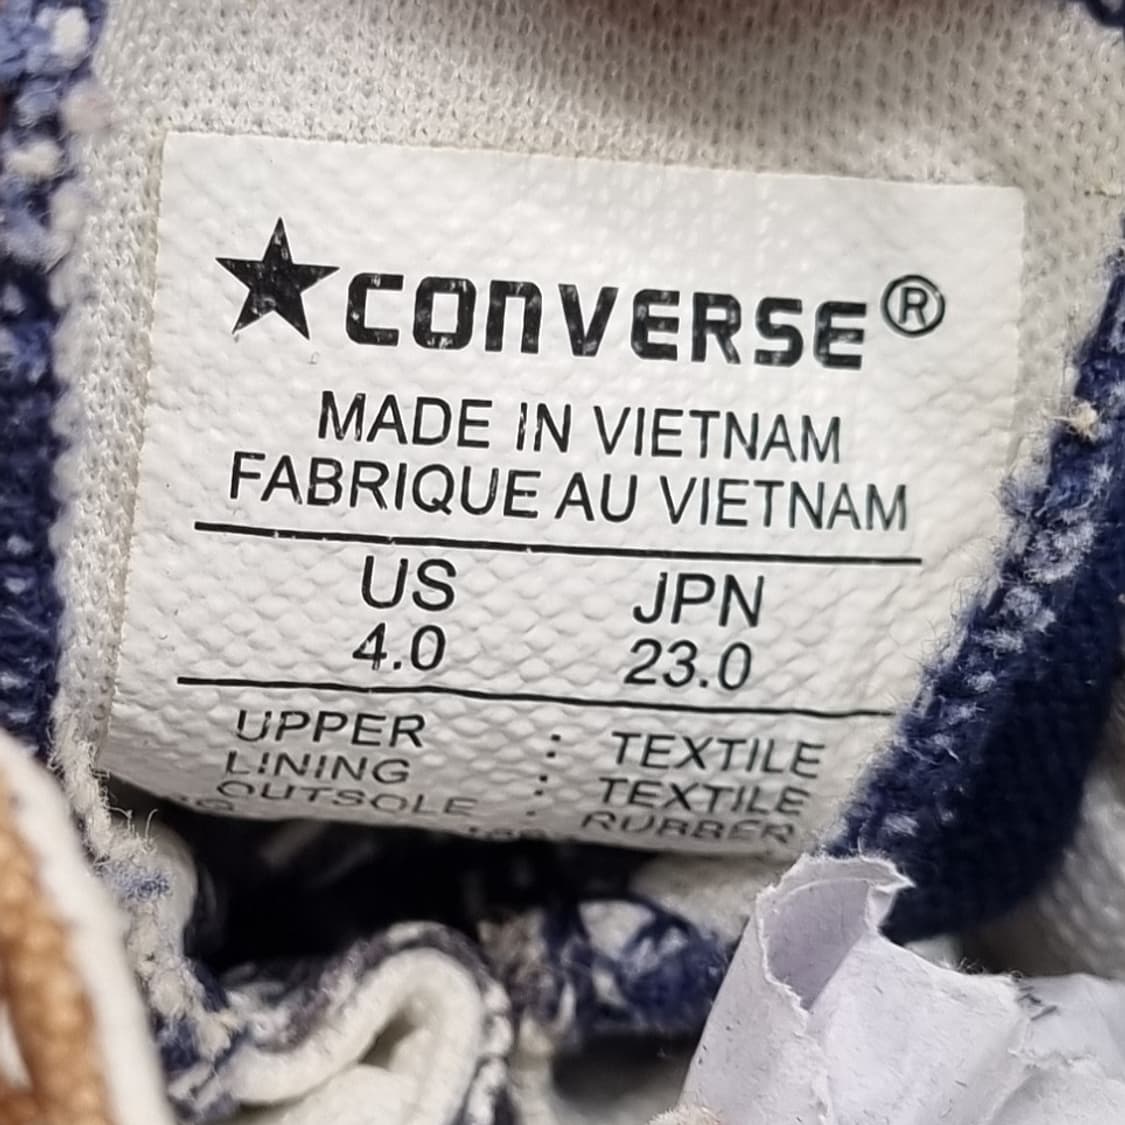 ★CONVERSE®
MADE IN VIETNAM
FABRIQUE AU VIETNAM
US JPN
4.0 23.0
UPPER : TEXTILE
LINING : TEXTILE
OUTSOLE : RUBBER